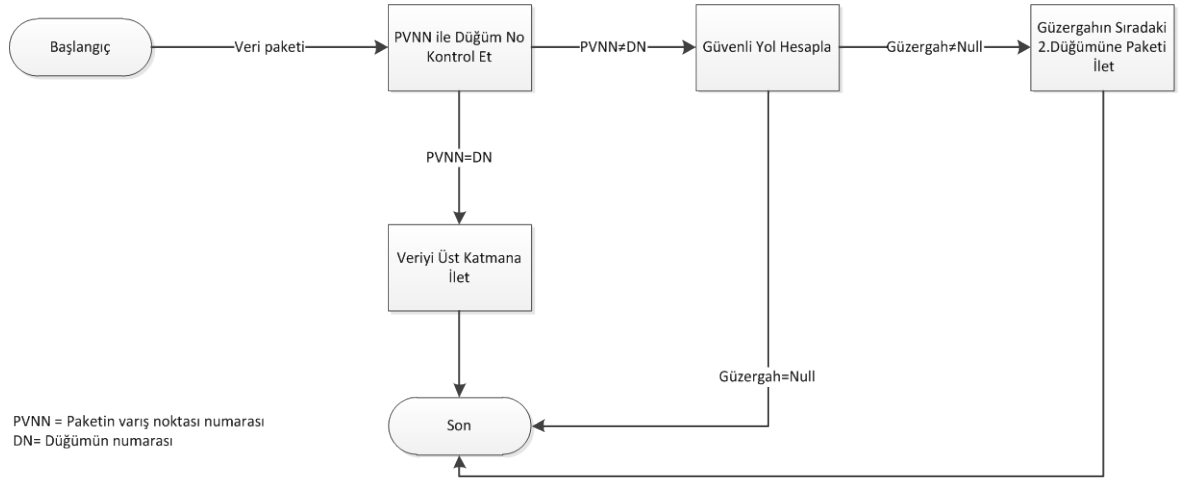 Başlangıç
Veri paketi
PVNN ile Düğüm No
Kontrol Et
PVNN≠DN
Güvenli Yol Hesapla
Güzergah≠Null
Güzergahın Sıradaki
2.Düğümüne Paketi
İlet
PVNN=DN
Veriyi Üst Katmana
İlet
Güzergah=Null
Son
PVNN = Paketin varış noktası numarası
DN= Düğümün numarası